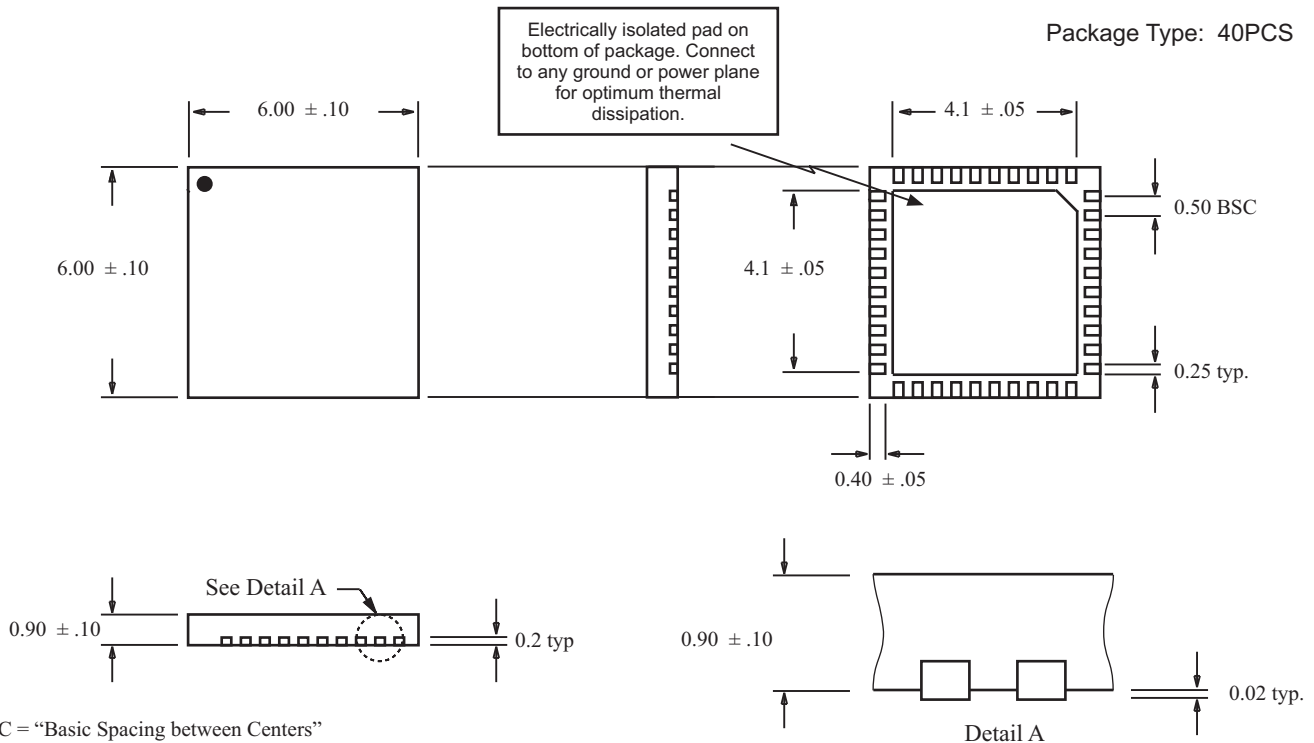 Electrically isolated pad on
bottom of package. Connect
to any ground or power plane
for optimum thermal
dissipation.
Package Type: 40PCS
6.00 ± .10
4.1 ± .05
0.50 BSC
6.00 ± .10
4.1 ± .05
0.25 typ.
0.40 ± .05
See Detail A
0.90 ± .10
0.2 typ
0.90 ± .10
0.02 typ.
C = “Basic Spacing between Centers”
Detail A